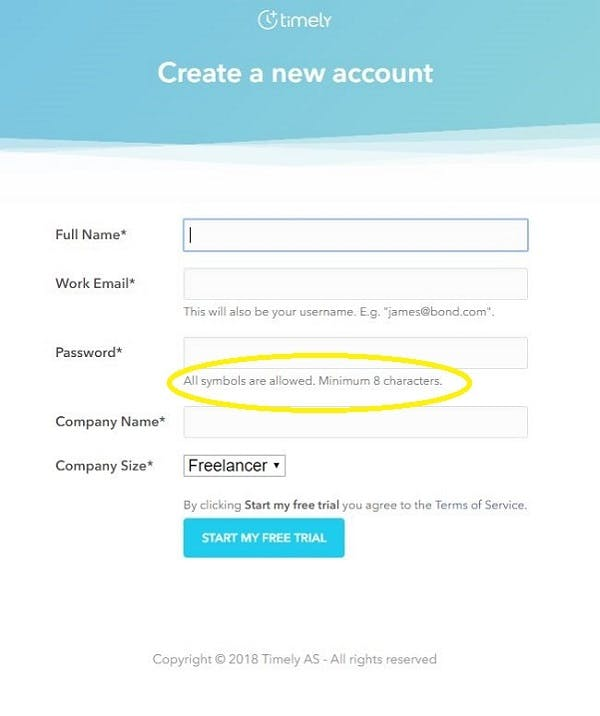 timely
Create a new account
Full Name*
Work Email*
This will also be your username. E.g. "james@bond.com".
Password*
All symbols are allowed. Minimum 8 characters.
Company Name*
Company Size* Freelancer
By clicking Start my free trial you agree to the Terms of Service.
START MY FREE TRIAL
Copyright © 2018 Timely AS - All rights reserved